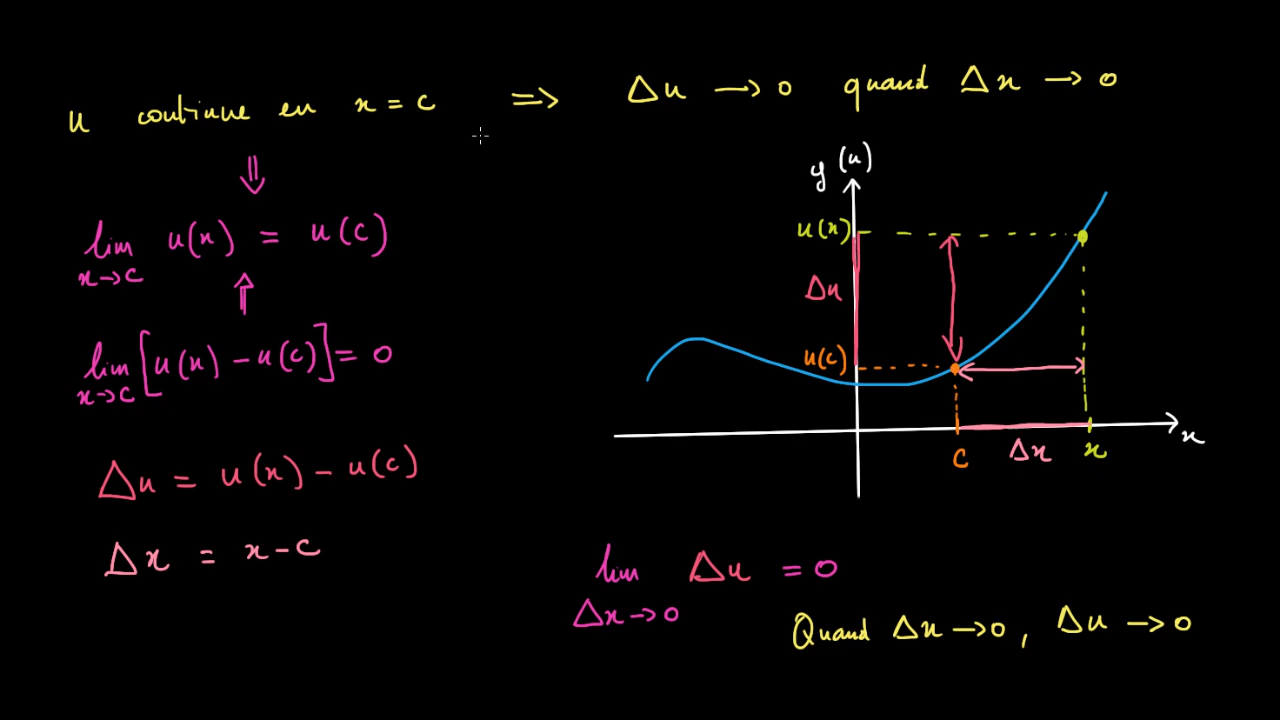 u continue en x = c => Δu → 0 quand Δx → 0
⇓
lim u(x) = u(c)
x→c
⇑
lim [u(x) - u(c)] = 0
x→c
Δu = u(x) - u(c)
Δx = x - c
y (u)
u(x)
Δu
u(c)
c Δx x
x
lim Δu = 0
Δx→0
Quand Δx → 0, Δu → 0